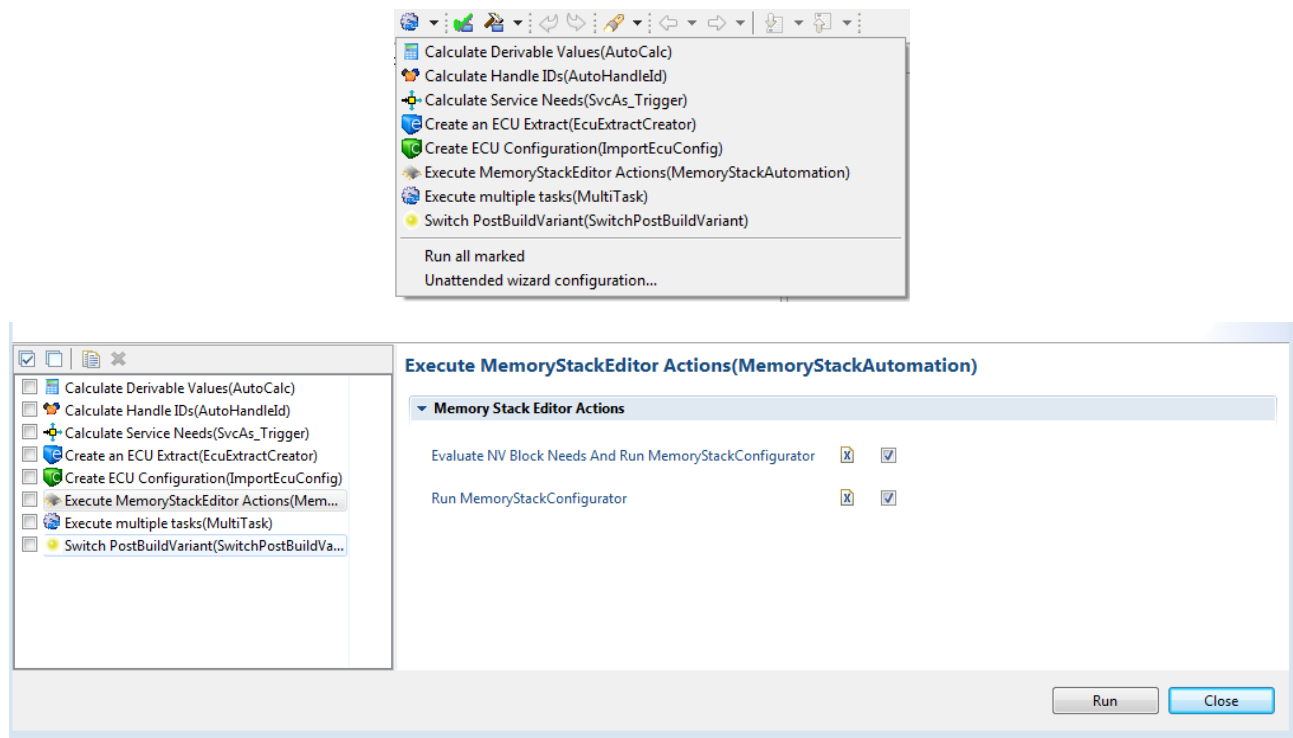 Calculate Derivable Values(AutoCalc)
Calculate Handle IDs(AutoHandleId)
Calculate Service Needs(SvcAs_Trigger)
Create an ECU Extract(EcuExtractCreator)
Create ECU Configuration(ImportEcuConfig)
Execute MemoryStackEditor Actions(MemoryStackAutomation)
Execute multiple tasks(MultiTask)
Switch PostBuildVariant(SwitchPostBuildVariant)
Run all marked
Unattended wizard configuration...
Calculate Derivable Values(AutoCalc)
Calculate Handle IDs(AutoHandleId)
Calculate Service Needs(SvcAs_Trigger)
Create an ECU Extract(EcuExtractCreator)
Create ECU Configuration(ImportEcuConfig)
Execute MemoryStackEditor Actions(Mem...
Execute multiple tasks(MultiTask)
Switch PostBuildVariant(SwitchPostBuildVa...
Execute MemoryStackEditor Actions(MemoryStackAutomation)
Memory Stack Editor Actions
Evaluate NV Block Needs And Run MemoryStackConfigurator
Run MemoryStackConfigurator
Run
Close